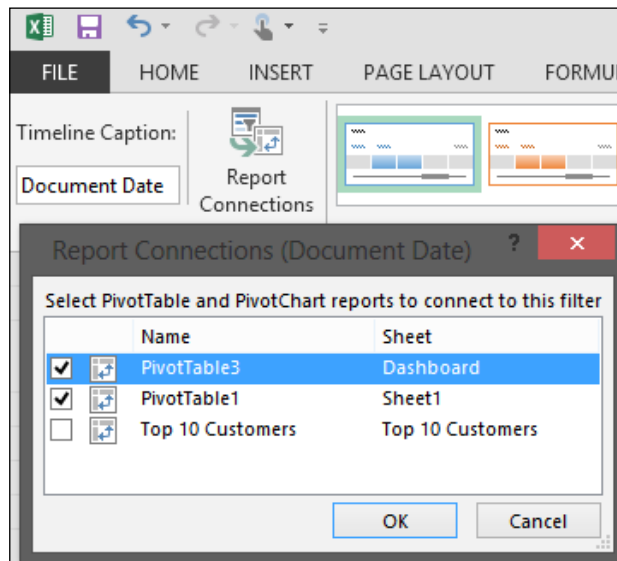 FILE HOME INSERT PAGE LAYOUT FORMU
Timeline Caption:
Document Date
Report
Connections
Report Connections (Document Date) ?
Select PivotTable and PivotChart reports to connect to this filter
Name Sheet
PivotTable3 Dashboard
PivotTable1 Sheet1
Top 10 Customers Top 10 Customers
OK Cancel